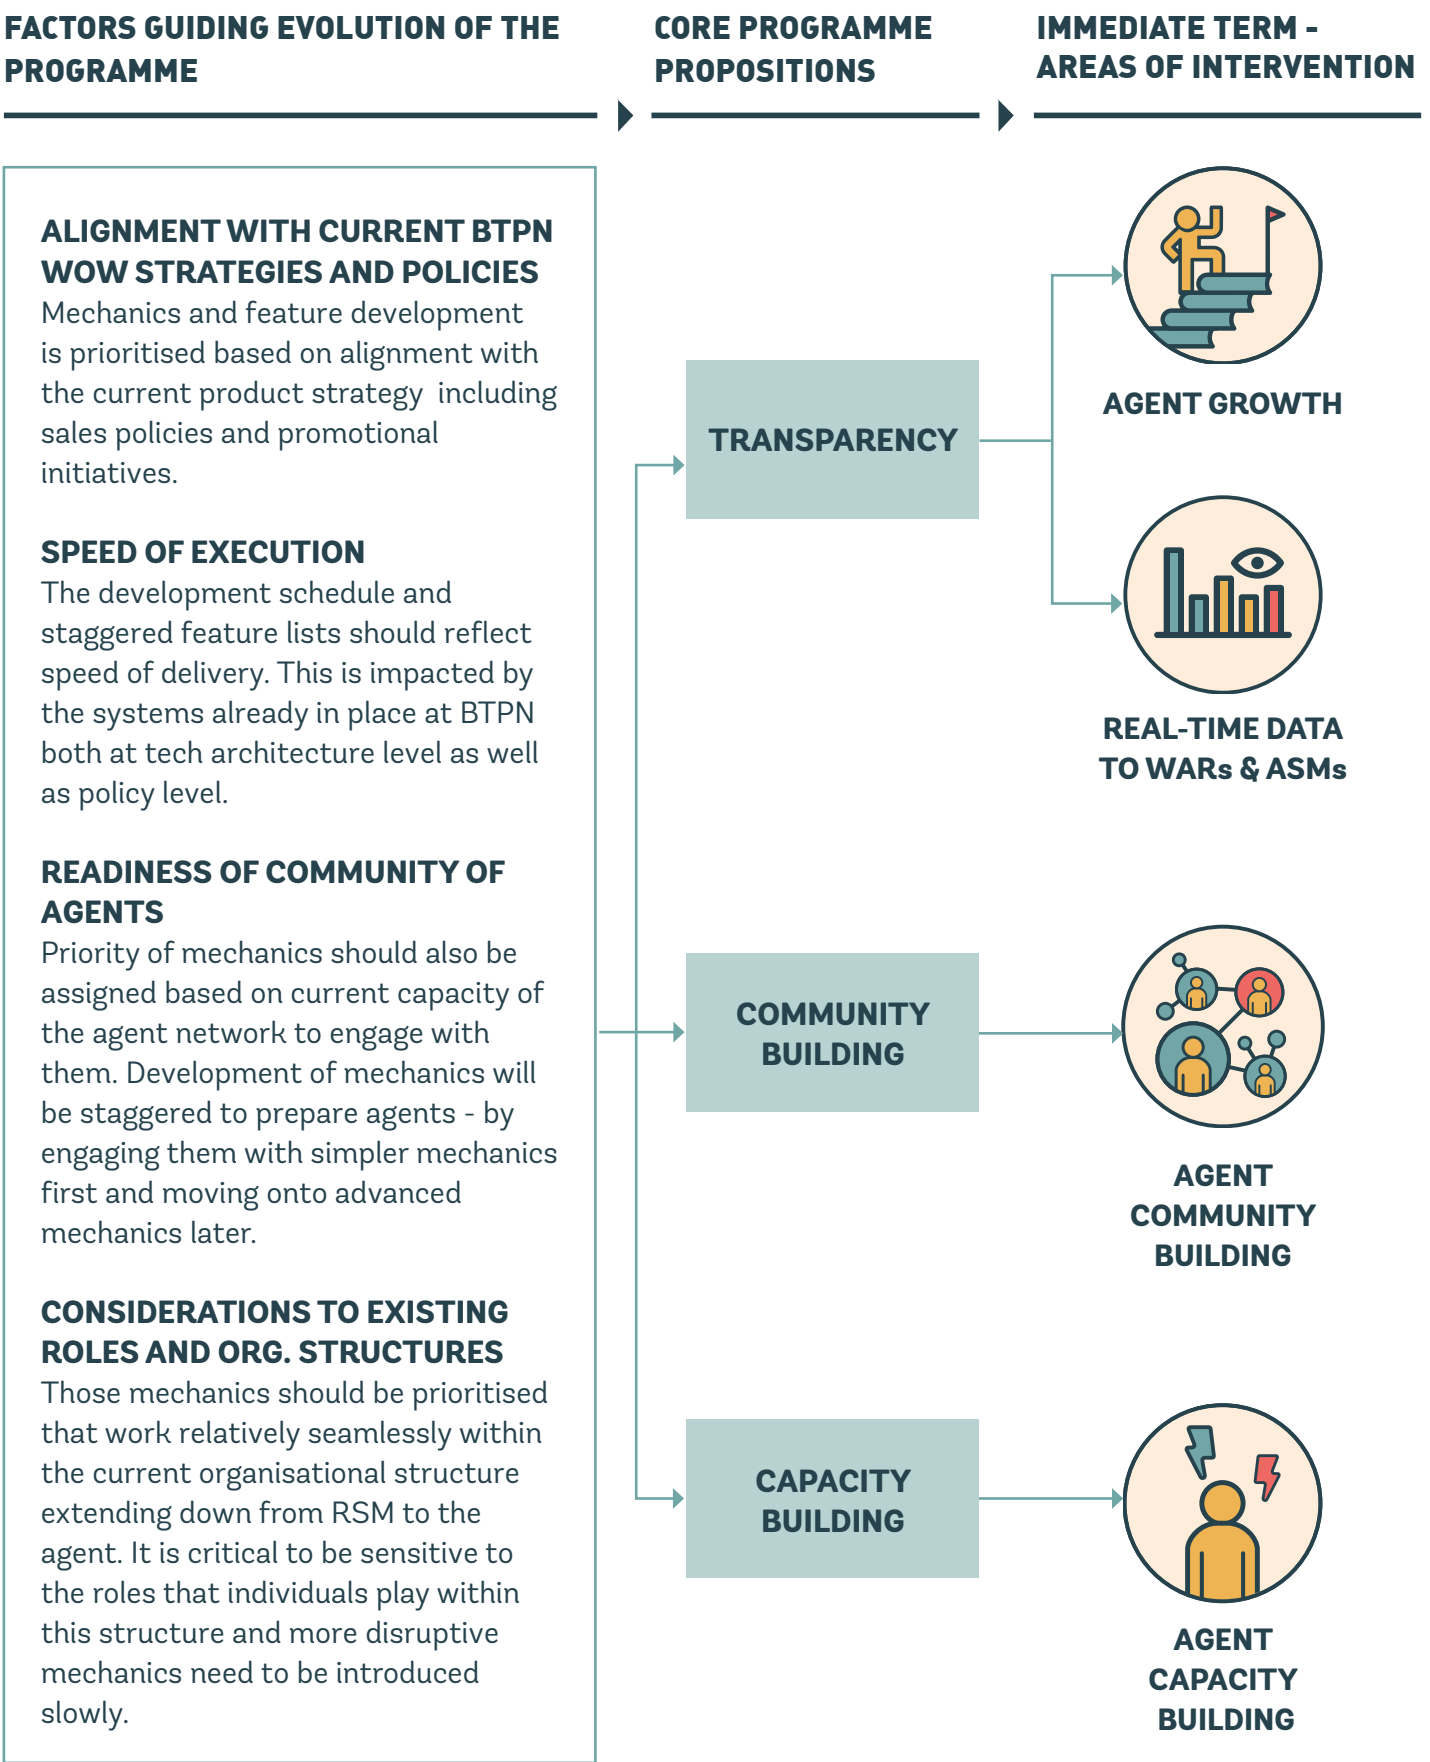 FACTORS GUIDING EVOLUTION OF THE
PROGRAMME
CORE PROGRAMME
PROPOSITIONS
IMMEDIATE TERM -
AREAS OF INTERVENTION
ALIGNMENT WITH CURRENT BTPN
WOW STRATEGIES AND POLICIES
Mechanics and feature development
is prioritised based on alignment with
the current product strategy  including
sales policies and promotional
initiatives.
SPEED OF EXECUTION
The development schedule and
staggered feature lists should reflect
speed of delivery. This is impacted by
the systems already in place at BTPN
both at tech architecture level as well
as policy level.
READINESS OF COMMUNITY OF
AGENTS
Priority of mechanics should also be
assigned based on current capacity of
the agent network to engage with
them. Development of mechanics will
be staggered to prepare agents - by
engaging them with simpler mechanics
first and moving onto advanced
mechanics later.
CONSIDERATIONS TO EXISTING
ROLES AND ORG. STRUCTURES
Those mechanics should be prioritised
that work relatively seamlessly within
the current organisational structure
extending down from RSM to the
agent. It is critical to be sensitive to
the roles that individuals play within
this structure and more disruptive
mechanics need to be introduced
slowly.
TRANSPARENCY
COMMUNITY
BUILDING
CAPACITY
BUILDING
AGENT GROWTH
REAL-TIME DATA
TO WARs & ASMs
AGENT
COMMUNITY
BUILDING
AGENT
CAPACITY
BUILDING